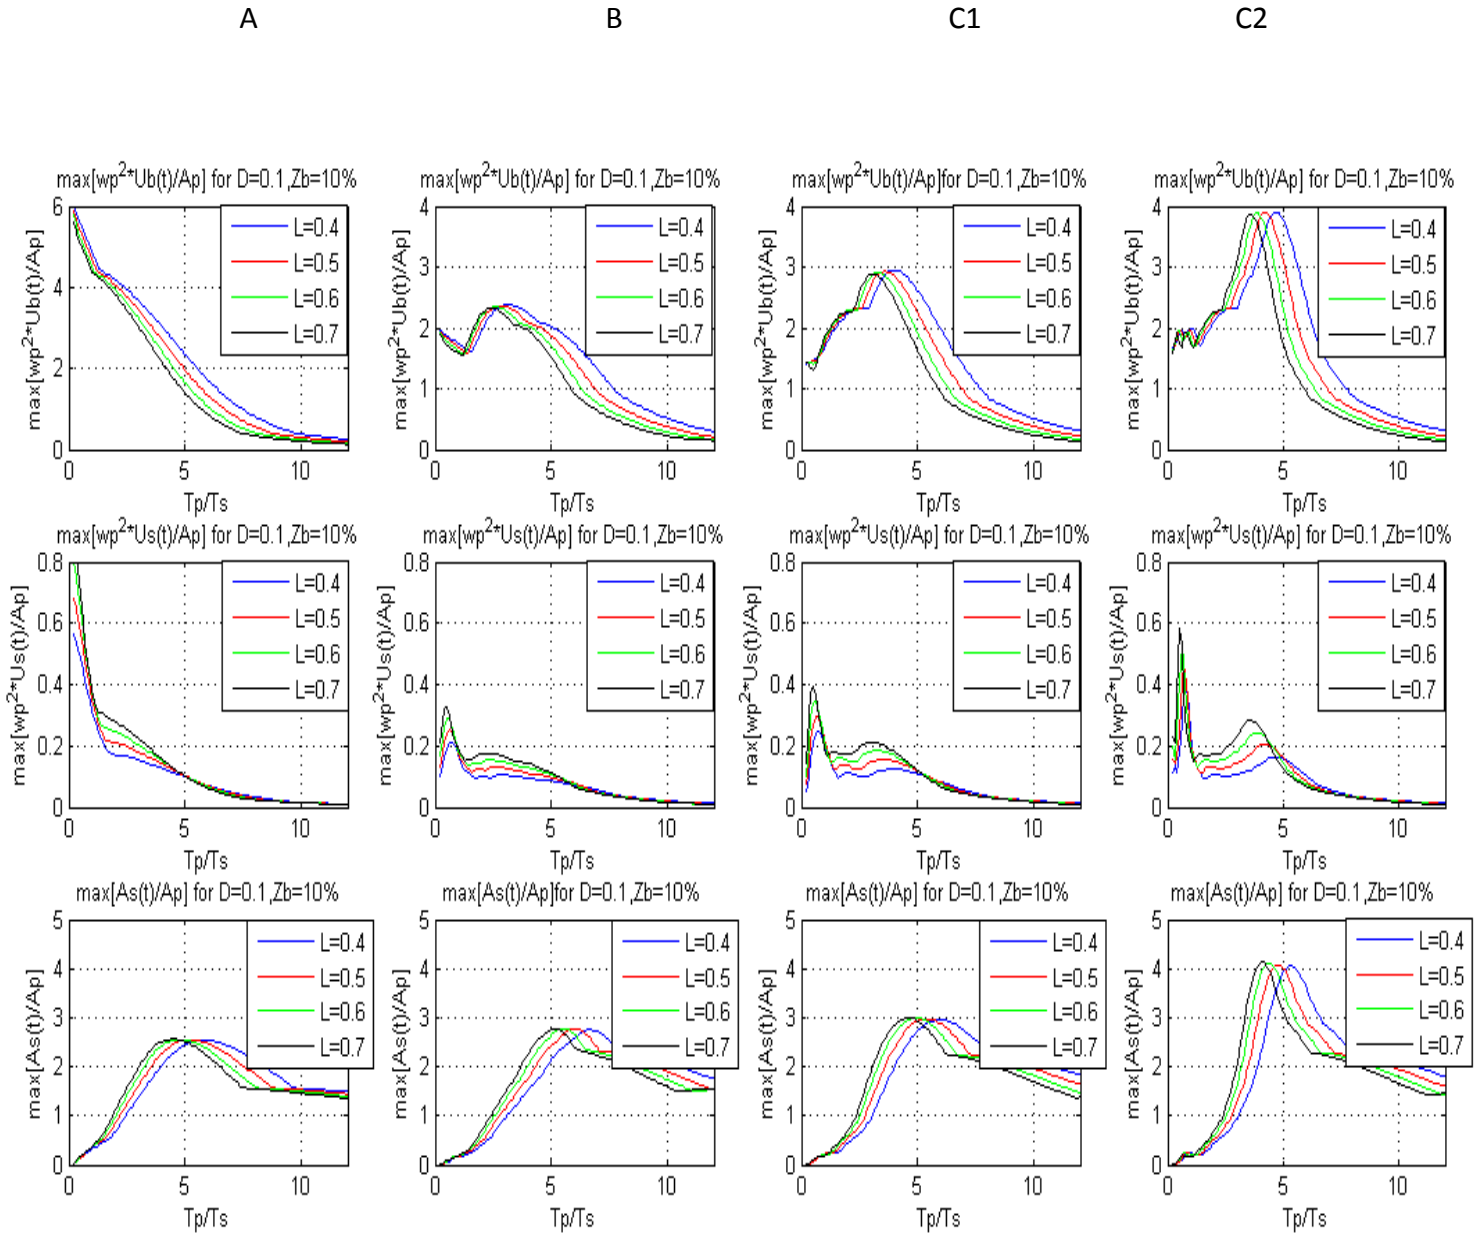 A B C1 C2
max[wp²*Ub(t)/Ap] for D=0.1,Zb=10%
max[wp²*Ub(t)/Ap]
6
4
2
0
0 5 10
Tp/Ts
L=0.4
L=0.5
L=0.6
L=0.7
max[wp²*Ub(t)/Ap] for D=0.1,Zb=10%
max[wp²*Ub(t)/Ap]
4
3
2
1
0
0 5 10
Tp/Ts
L=0.4
L=0.5
L=0.6
L=0.7
max[wp²*Ub(t)/Ap]for D=0.1,Zb=10%
max[wp²*Ub(t)/Ap]
4
3
2
1
0
0 5 10
Tp/Ts
L=0.4
L=0.5
L=0.6
L=0.7
max[wp²*Ub(t)/Ap] for D=0.1,Zb=10%
max[wp²*Ub(t)/Ap]
4
3
2
1
0
0 5 10
Tp/Ts
L=0.4
L=0.5
L=0.6
L=0.7
max[wp²*Us(t)/Ap] for D=0.1,Zb=10%
max[wp²*Us(t)/Ap]
0.8
0.6
0.4
0.2
0
0 5 10
Tp/Ts
L=0.4
L=0.5
L=0.6
L=0.7
max[wp²*Us(t)/Ap] for D=0.1,Zb=10%
max[wp²*Us(t)/Ap]
0.8
0.6
0.4
0.2
0
0 5 10
Tp/Ts
L=0.4
L=0.5
L=0.6
L=0.7
max[wp²*Us(t)/Ap] for D=0.1,Zb=10%
max[wp²*Us(t)/Ap]
0.8
0.6
0.4
0.2
0
0 5 10
Tp/Ts
L=0.4
L=0.5
L=0.6
L=0.7
max[wp²*Us(t)/Ap] for D=0.1,Zb=10%
max[wp²*Us(t)/Ap]
0.8
0.6
0.4
0.2
0
0 5 10
Tp/Ts
L=0.4
L=0.5
L=0.6
L=0.7
max[As(t)/Ap] for D=0.1,Zb=10%
max[As(t)/Ap]
5
4
3
2
1
0
0 5 10
Tp/Ts
L=0.4
L=0.5
L=0.6
L=0.7
max[As(t)/Ap]for D=0.1,Zb=10%
max[As(t)/Ap]
5
4
3
2
1
0
0 5 10
Tp/Ts
L=0.4
L=0.5
L=0.6
L=0.7
max[As(t)/Ap] for D=0.1,Zb=10%
max[As(t)/Ap]
5
4
3
2
1
0
0 5 10
Tp/Ts
L=0.4
L=0.5
L=0.6
L=0.7
max[As(t)/Ap] for D=0.1,Zb=10%
max[As(t)/Ap]
5
4
3
2
1
0
0 5 10
Tp/Ts
L=0.4
L=0.5
L=0.6
L=0.7